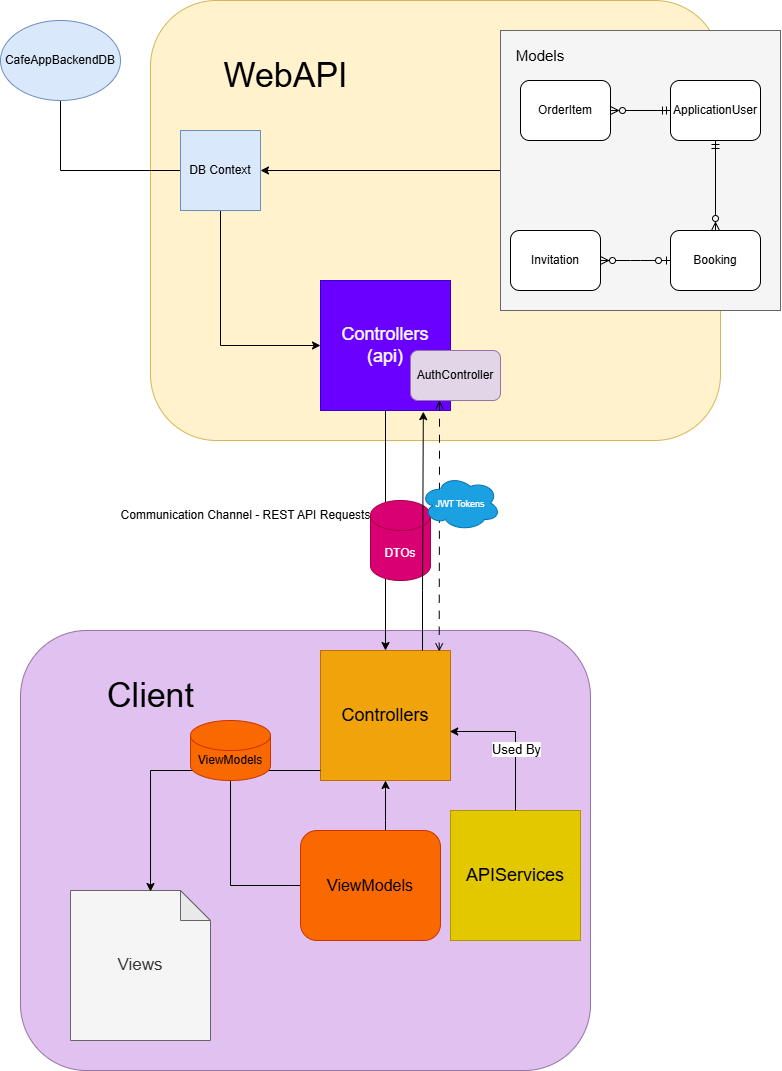 CafeAppBackendDB
WebAPI
Models
OrderItem
ApplicationUser
DB Context
Invitation
Booking
Controllers
(api)
AuthController
JWT Tokens
Communication Channel - REST API Requests
DTOs
Client
Controllers
ViewModels
Used By
ViewModels
APIServices
Views